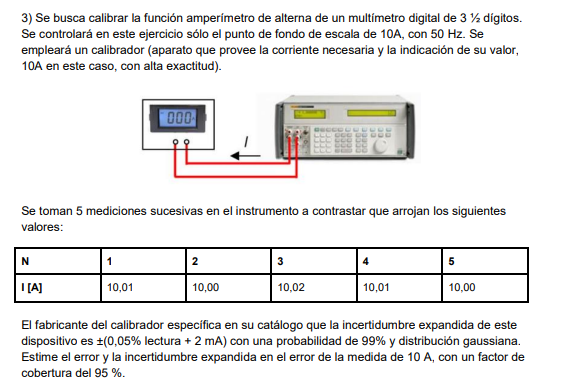 3) Se busca calibrar la función amperímetro de alterna de un multímetro digital de 3 ½ dígitos.
Se controlará en este ejercicio sólo el punto de fondo de escala de 10A, con 50 Hz. Se
empleará un calibrador (aparato que provee la corriente necesaria y la indicación de su valor,
10A en este caso, con alta exactitud).
000
I
Se toman 5 mediciones sucesivas en el instrumento a contrastar que arrojan los siguientes
valores:
N 1 2 3 4 5
I [A] 10,01 10,00 10,02 10,01 10,00
El fabricante del calibrador específica en su catálogo que la incertidumbre expandida de este
dispositivo es ±(0,05% lectura + 2 mA) con una probabilidad de 99% y distribución gaussiana.
Estime el error y la incertidumbre expandida en el error de la medida de 10 A, con un factor de
cobertura del 95 %.